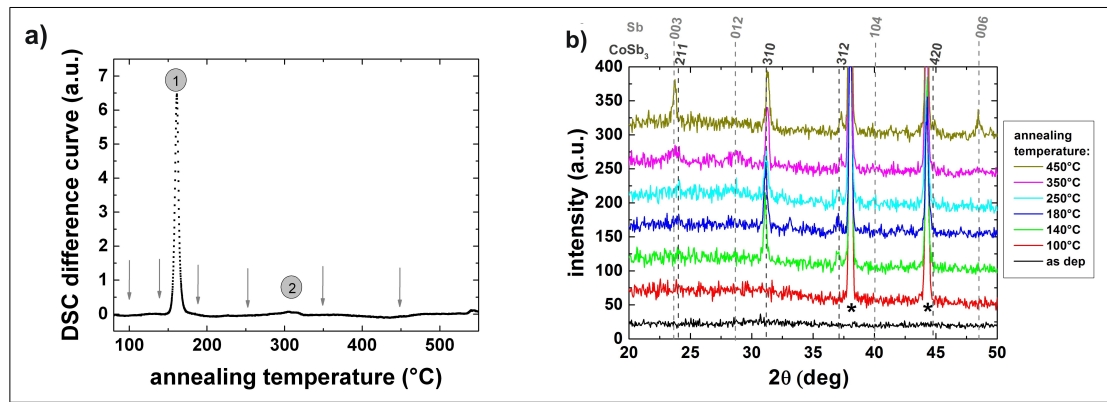 a)
DSC difference curve (a.u.)
7
6
5
4
3
2
1
0
1
2
100 200 300 400 500
annealing temperature (°C)
b)
Sb
003 012 104 006
CoSb3
211 310 312 420
intensity (a.u.)
400
350
300
250
200
150
100
50
0
* *
20 25 30 35 40 45 50
2θ (deg)
annealing
temperature:
450°C
350°C
250°C
180°C
140°C
100°C
as dep